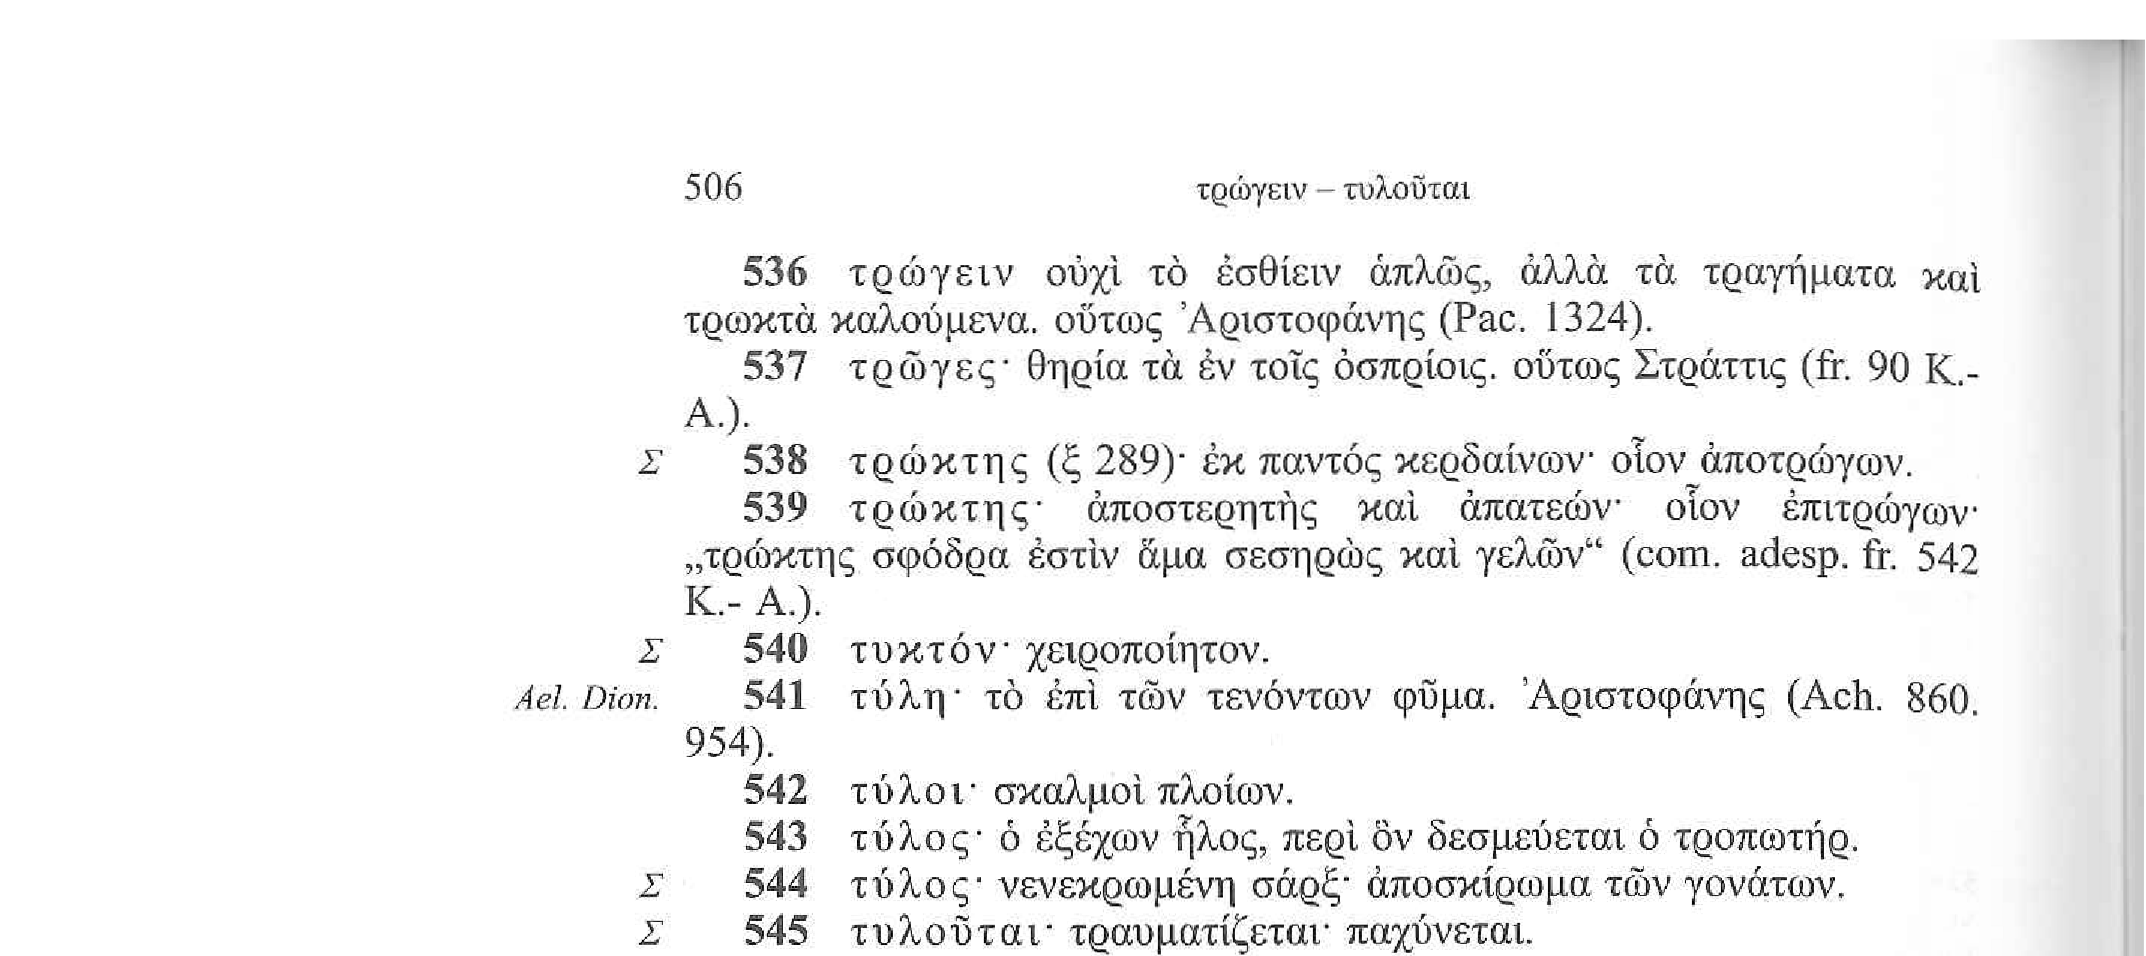 506 τρώγειν – τυλοῦται
536 τρώγειν οὐχὶ τὸ ἐσθίειν ἁπλῶς, ἀλλὰ τὰ τραγήματα καὶ
τρωκτὰ καλούμενα. οὕτως Ἀριστοφάνης (Pac. 1324).
537 τρῶγες· θηρία τὰ ἐν τοῖς ὀσπρίοις. οὕτως Στράττις (fr. 90 K.-
A.).
Σ 538 τρώκτης (ξ 289)· ἐκ παντός κερδαίνων· οἷον ἀποτρώγων.
539 τρώκτης· ἀποστερητὴς καὶ ἀπατεών· οἷον ἐπιτρώγων·
„τρώκτης σφόδρα ἐστὶν ἅμα σεσηρὼς καὶ γελῶν“ (com. adesp. fr. 542
K.- A.).
Σ 540 τυκτόν· χειροποίητον.
Ael. Dion. 541 τύλη· τὸ ἐπὶ τῶν τενόντων φῦμα. Ἀριστοφάνης (Ach. 860.
954).
542 τύλοι· σκαλμοὶ πλοίων.
543 τύλος· ὁ ἐξέχων ἧλος, περὶ ὃν δεσμεύεται ὁ τροπωτήρ.
Σ 544 τύλος· νενεκρωμένη σάρξ· ἀποσκίρωμα τῶν γονάτων.
Σ 545 τυλοῦται· τραυματίζεται· παχύνεται.